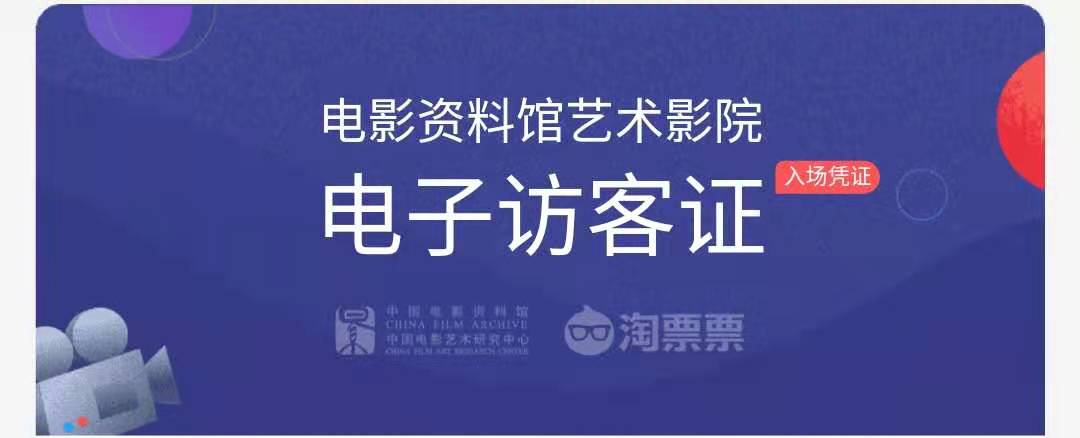 电影资料馆艺术影院
电子访客证
入场凭证
中国电影资料馆
CHINA FILM ARCHIVE
中国电影艺术研究中心
CHINA FILM ART RESEARCH CENTER
淘票票